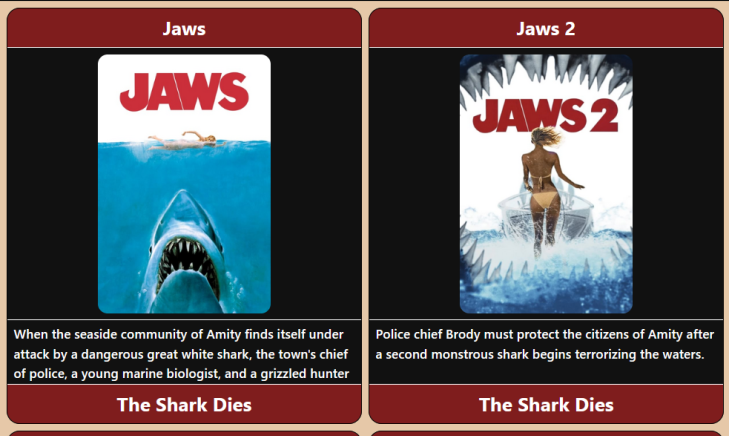 Jaws
JAWS
When the seaside community of Amity finds itself under
attack by a dangerous great white shark, the town's chief
of police, a young marine biologist, and a grizzled hunter
The Shark Dies
Jaws 2
JAWS 2
Police chief Brody must protect the citizens of Amity after
a second monstrous shark begins terrorizing the waters.
The Shark Dies